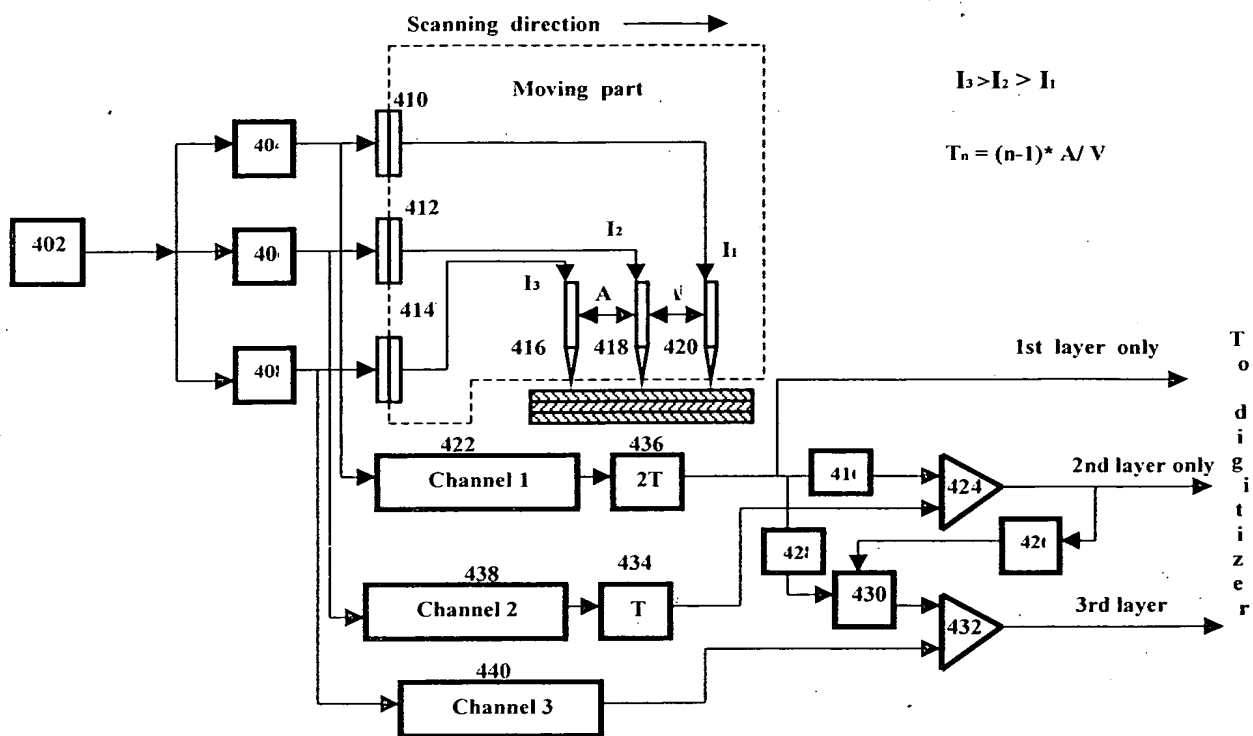 Scanning direction
Moving part
I₃>I₂ > I₁
Tₙ = (n-1)* A/ V
410
412
414
402
I₂
I₁
I₃
A
416
418
420
1st layer only
To digitizer
422
Channel 1
436
2T
424
2nd layer only
438
Channel 2
434
T
430
432
3rd layer
440
Channel 3